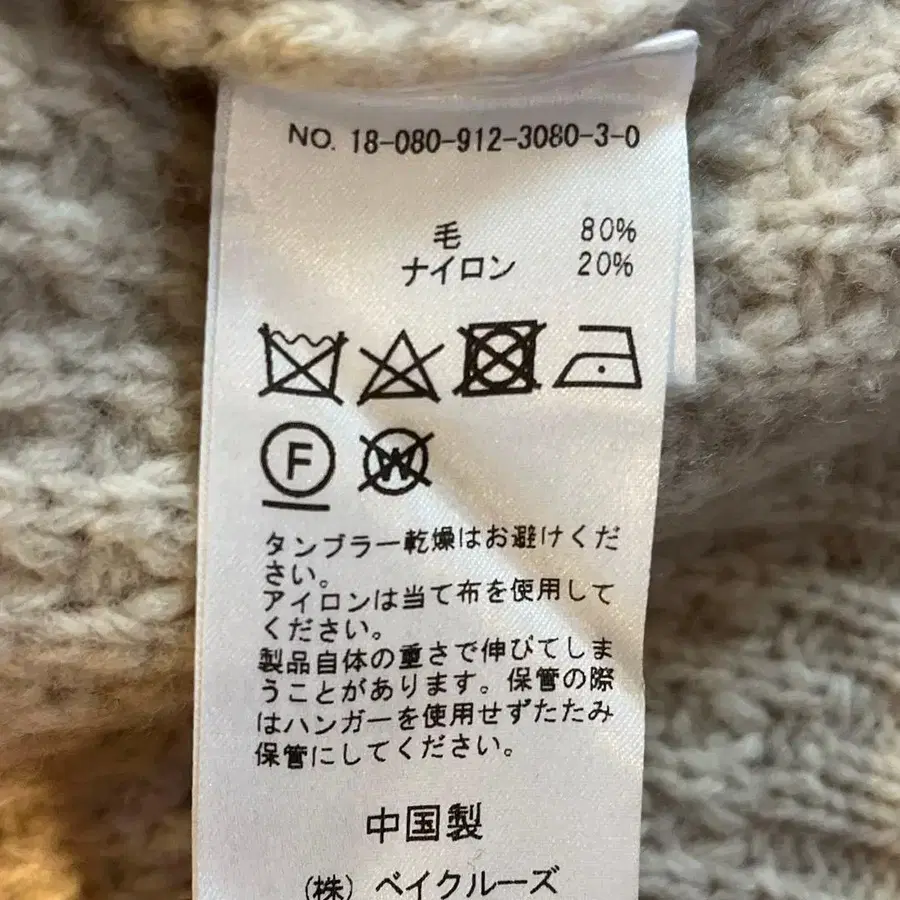 NO. 18-080-912-3080-3-0
毛 80%
ナイロン 20%
F
W
タンブラー乾燥はお避けくだ
さい。
アイロンは当て布を使用して
ください。
製品自体の重さで伸びてしま
うことがあります。保管の際
はハンガーを使用せずたたみ
保管にしてください。
中国製
(株) ベイクルーズ